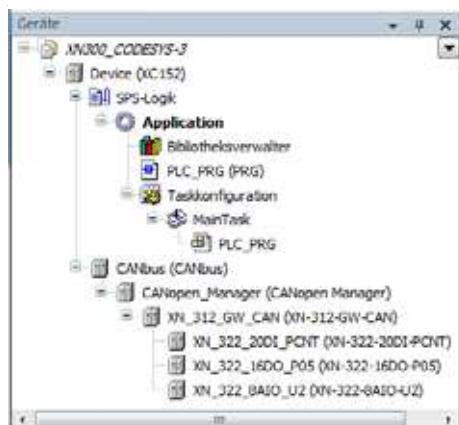 Geräte
XN300_CODESYS-3
Device (XC152)
SPS-Logik
Application
Bibliotheksverwalter
PLC_PRG (PRG)
Taskkonfiguration
MainTask
PLC_PRG
CANbus (CANbus)
CANopen_Manager (CANopen Manager)
XN_312_GW_CAN (XN-312-GW-CAN)
XN_322_20DI_PCNT (XN-322-20DI-PCNT)
XN_322_16DO_P05 (XN-322-16DO-P05)
XN_322_8AIO_U2 (XN-322-8AIO-U2)